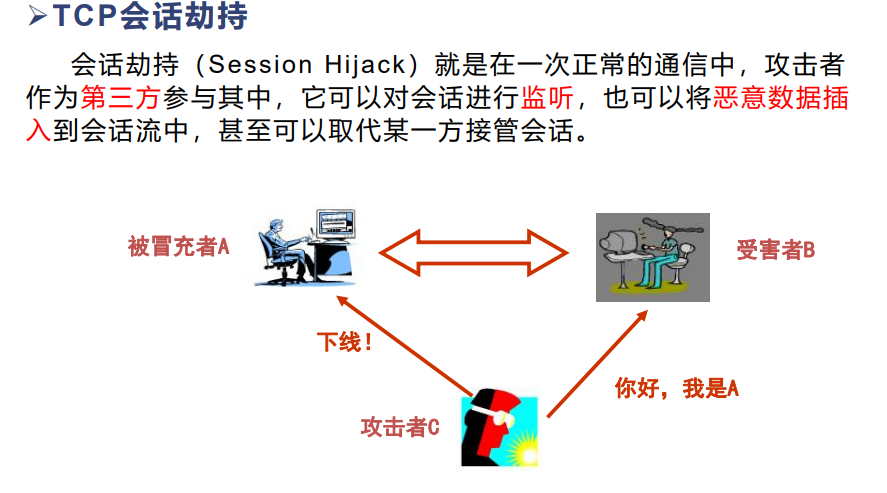 ➢TCP会话劫持
会话劫持（Session Hijack）就是在一次正常的通信中，攻击者
作为第三方参与其中，它可以对会话进行监听，也可以将恶意数据插
入到会话流中，甚至可以取代某一方接管会话。
被冒充者A
受害者B
下线！
你好，我是A
攻击者C